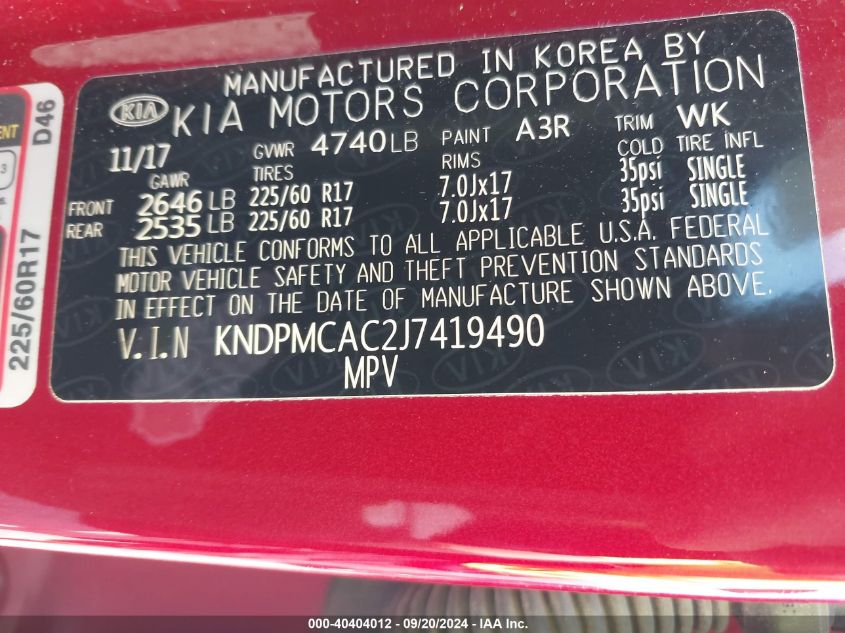 MANUFACTURED IN KOREA BY
KIA KIA MOTORS CORPORATION
11/17 GVWR 4740LB PAINT A3R TRIM WK
GAWR TIRES RIMS COLD TIRE INFL
FRONT 2646LB 225/60 R17 7.0Jx17 35psi SINGLE
REAR 2535LB 225/60 R17 7.0Jx17 35psi SINGLE
THIS VEHICLE CONFORMS TO ALL APPLICABLE U.S.A. FEDERAL
MOTOR VEHICLE SAFETY AND THEFT PREVENTION STANDARDS
IN EFFECT ON THE DATE OF MANUFACTURE SHOWN ABOVE.
V.I.N KNDPMCAC2J7419490
MPV
D46
225/60R17
3
000-40404012 - 09/20/2024 - IAA Inc.